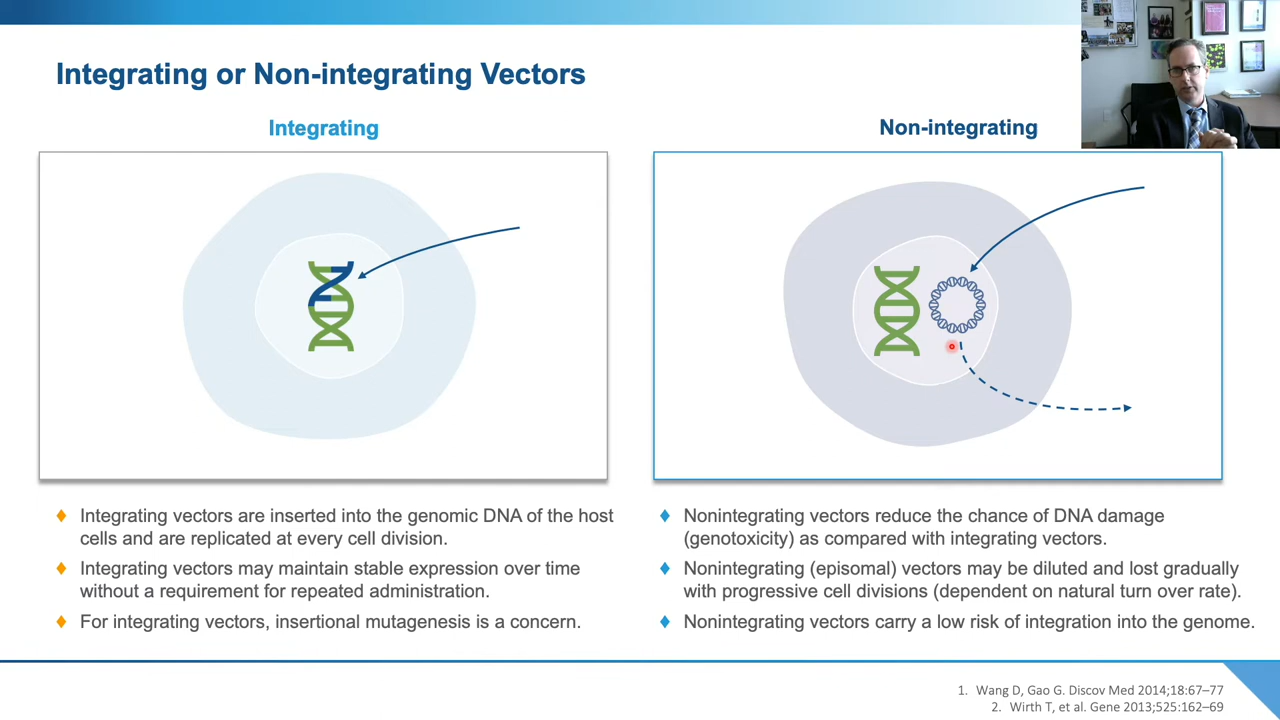 Integrating or Non-integrating Vectors
Integrating
Non-integrating
♦ Integrating vectors are inserted into the genomic DNA of the host
cells and are replicated at every cell division.
♦ Integrating vectors may maintain stable expression over time
without a requirement for repeated administration.
♦ For integrating vectors, insertional mutagenesis is a concern.
♦ Nonintegrating vectors reduce the chance of DNA damage
(genotoxicity) as compared with integrating vectors.
♦ Nonintegrating (episomal) vectors may be diluted and lost gradually
with progressive cell divisions (dependent on natural turn over rate).
♦ Nonintegrating vectors carry a low risk of integration into the genome.
1. Wang D, Gao G. Discov Med 2014;18:67–77
2. Wirth T, et al. Gene 2013;525:162–69